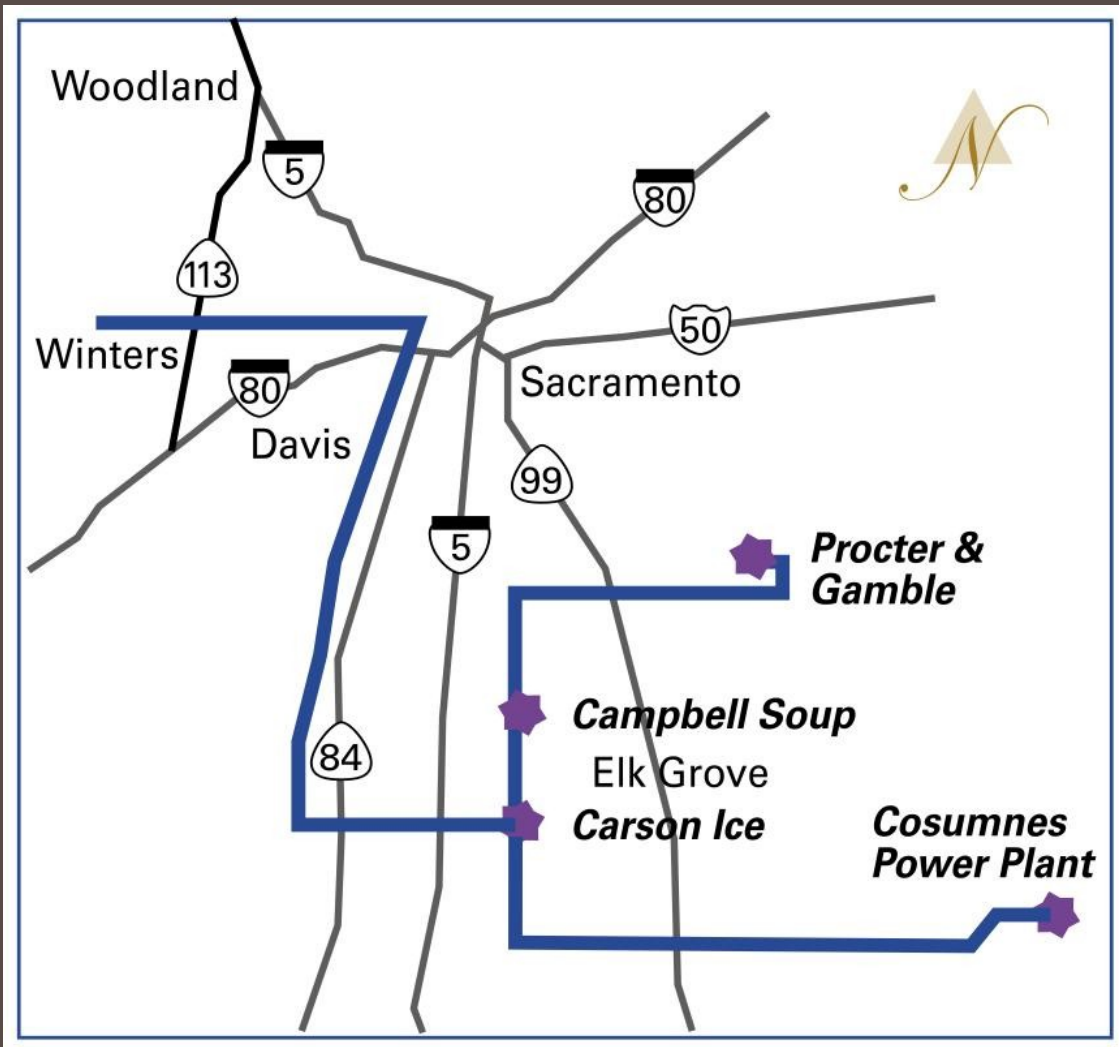 Woodland
5
80
113
50
Winters
80
Sacramento
Davis
99
5
Procter &
Gamble
Campbell Soup
84
Elk Grove
Carson Ice
Cosumnes
Power Plant
N